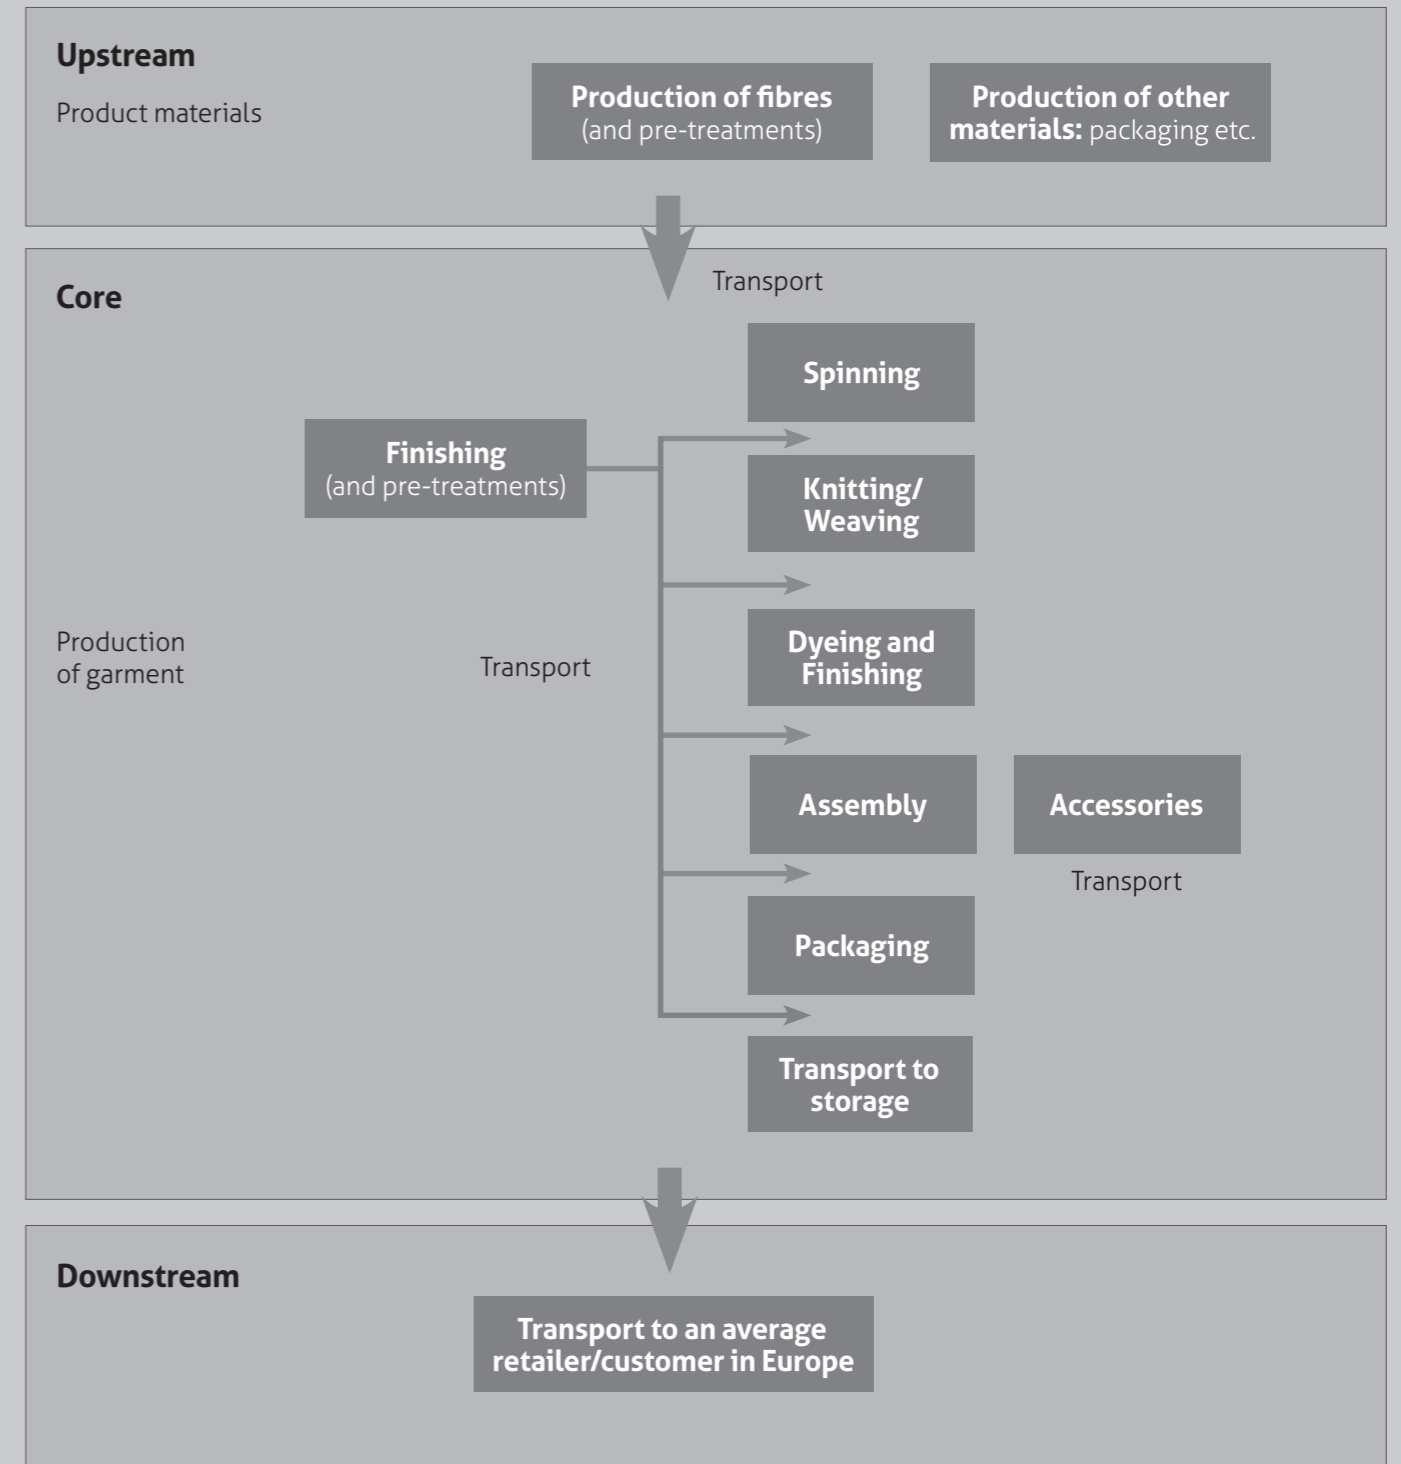 Upstream
Product materials
Production of fibres
(and pre-treatments)
Production of other
materials: packaging etc.
Core
Transport
Spinning
Finishing
(and pre-treatments)
Knitting/
Weaving
Production
of garment
Transport
Dyeing and
Finishing
Assembly
Accessories
Transport
Packaging
Transport to
storage
Downstream
Transport to an average
retailer/customer in Europe